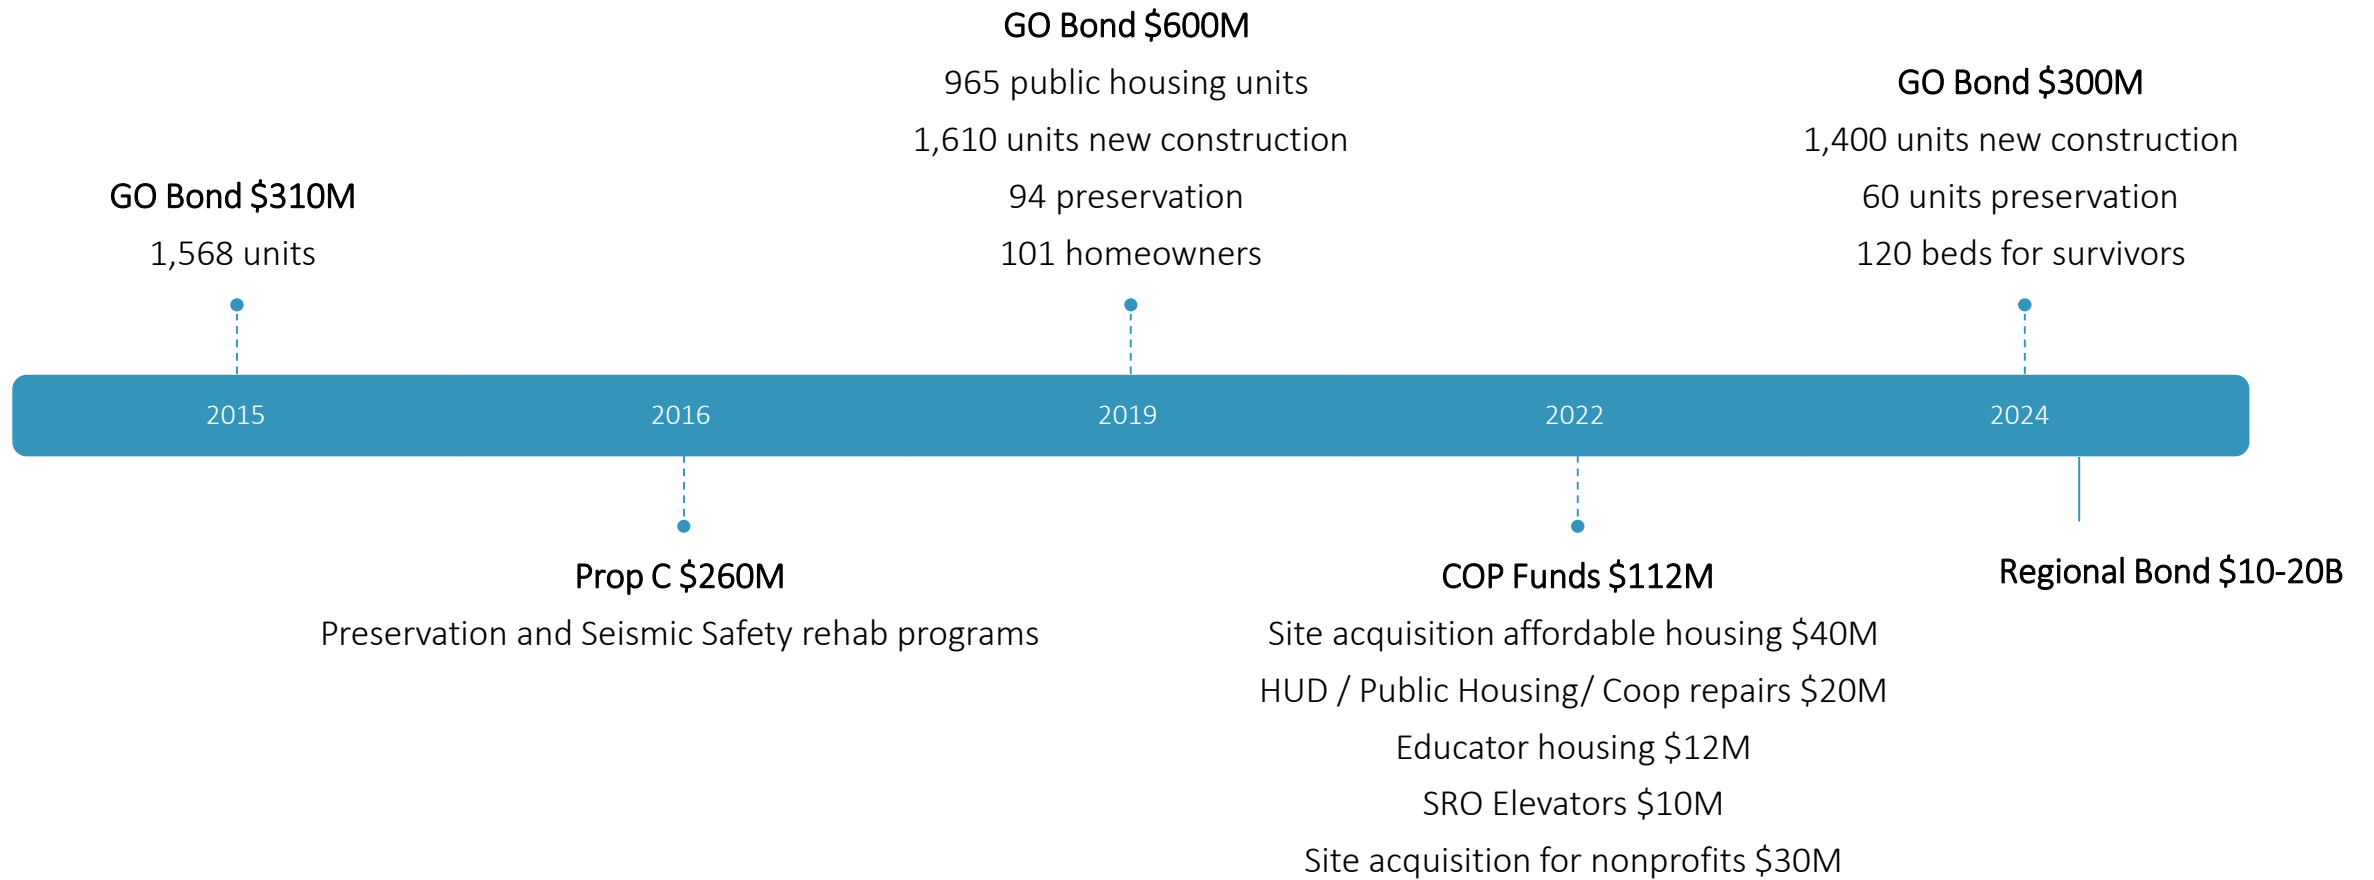 GO Bond $600M
965 public housing units
1,610 units new construction
94 preservation
101 homeowners
GO Bond $300M
1,400 units new construction
60 units preservation
120 beds for survivors
GO Bond $310M
1,568 units
2015
2016
2019
2022
2024
Prop C $260M
Preservation and Seismic Safety rehab programs
COP Funds $112M
Site acquisition affordable housing $40M
HUD / Public Housing/ Coop repairs $20M
Educator housing $12M
SRO Elevators $10M
Site acquisition for nonprofits $30M
Regional Bond $10-20B